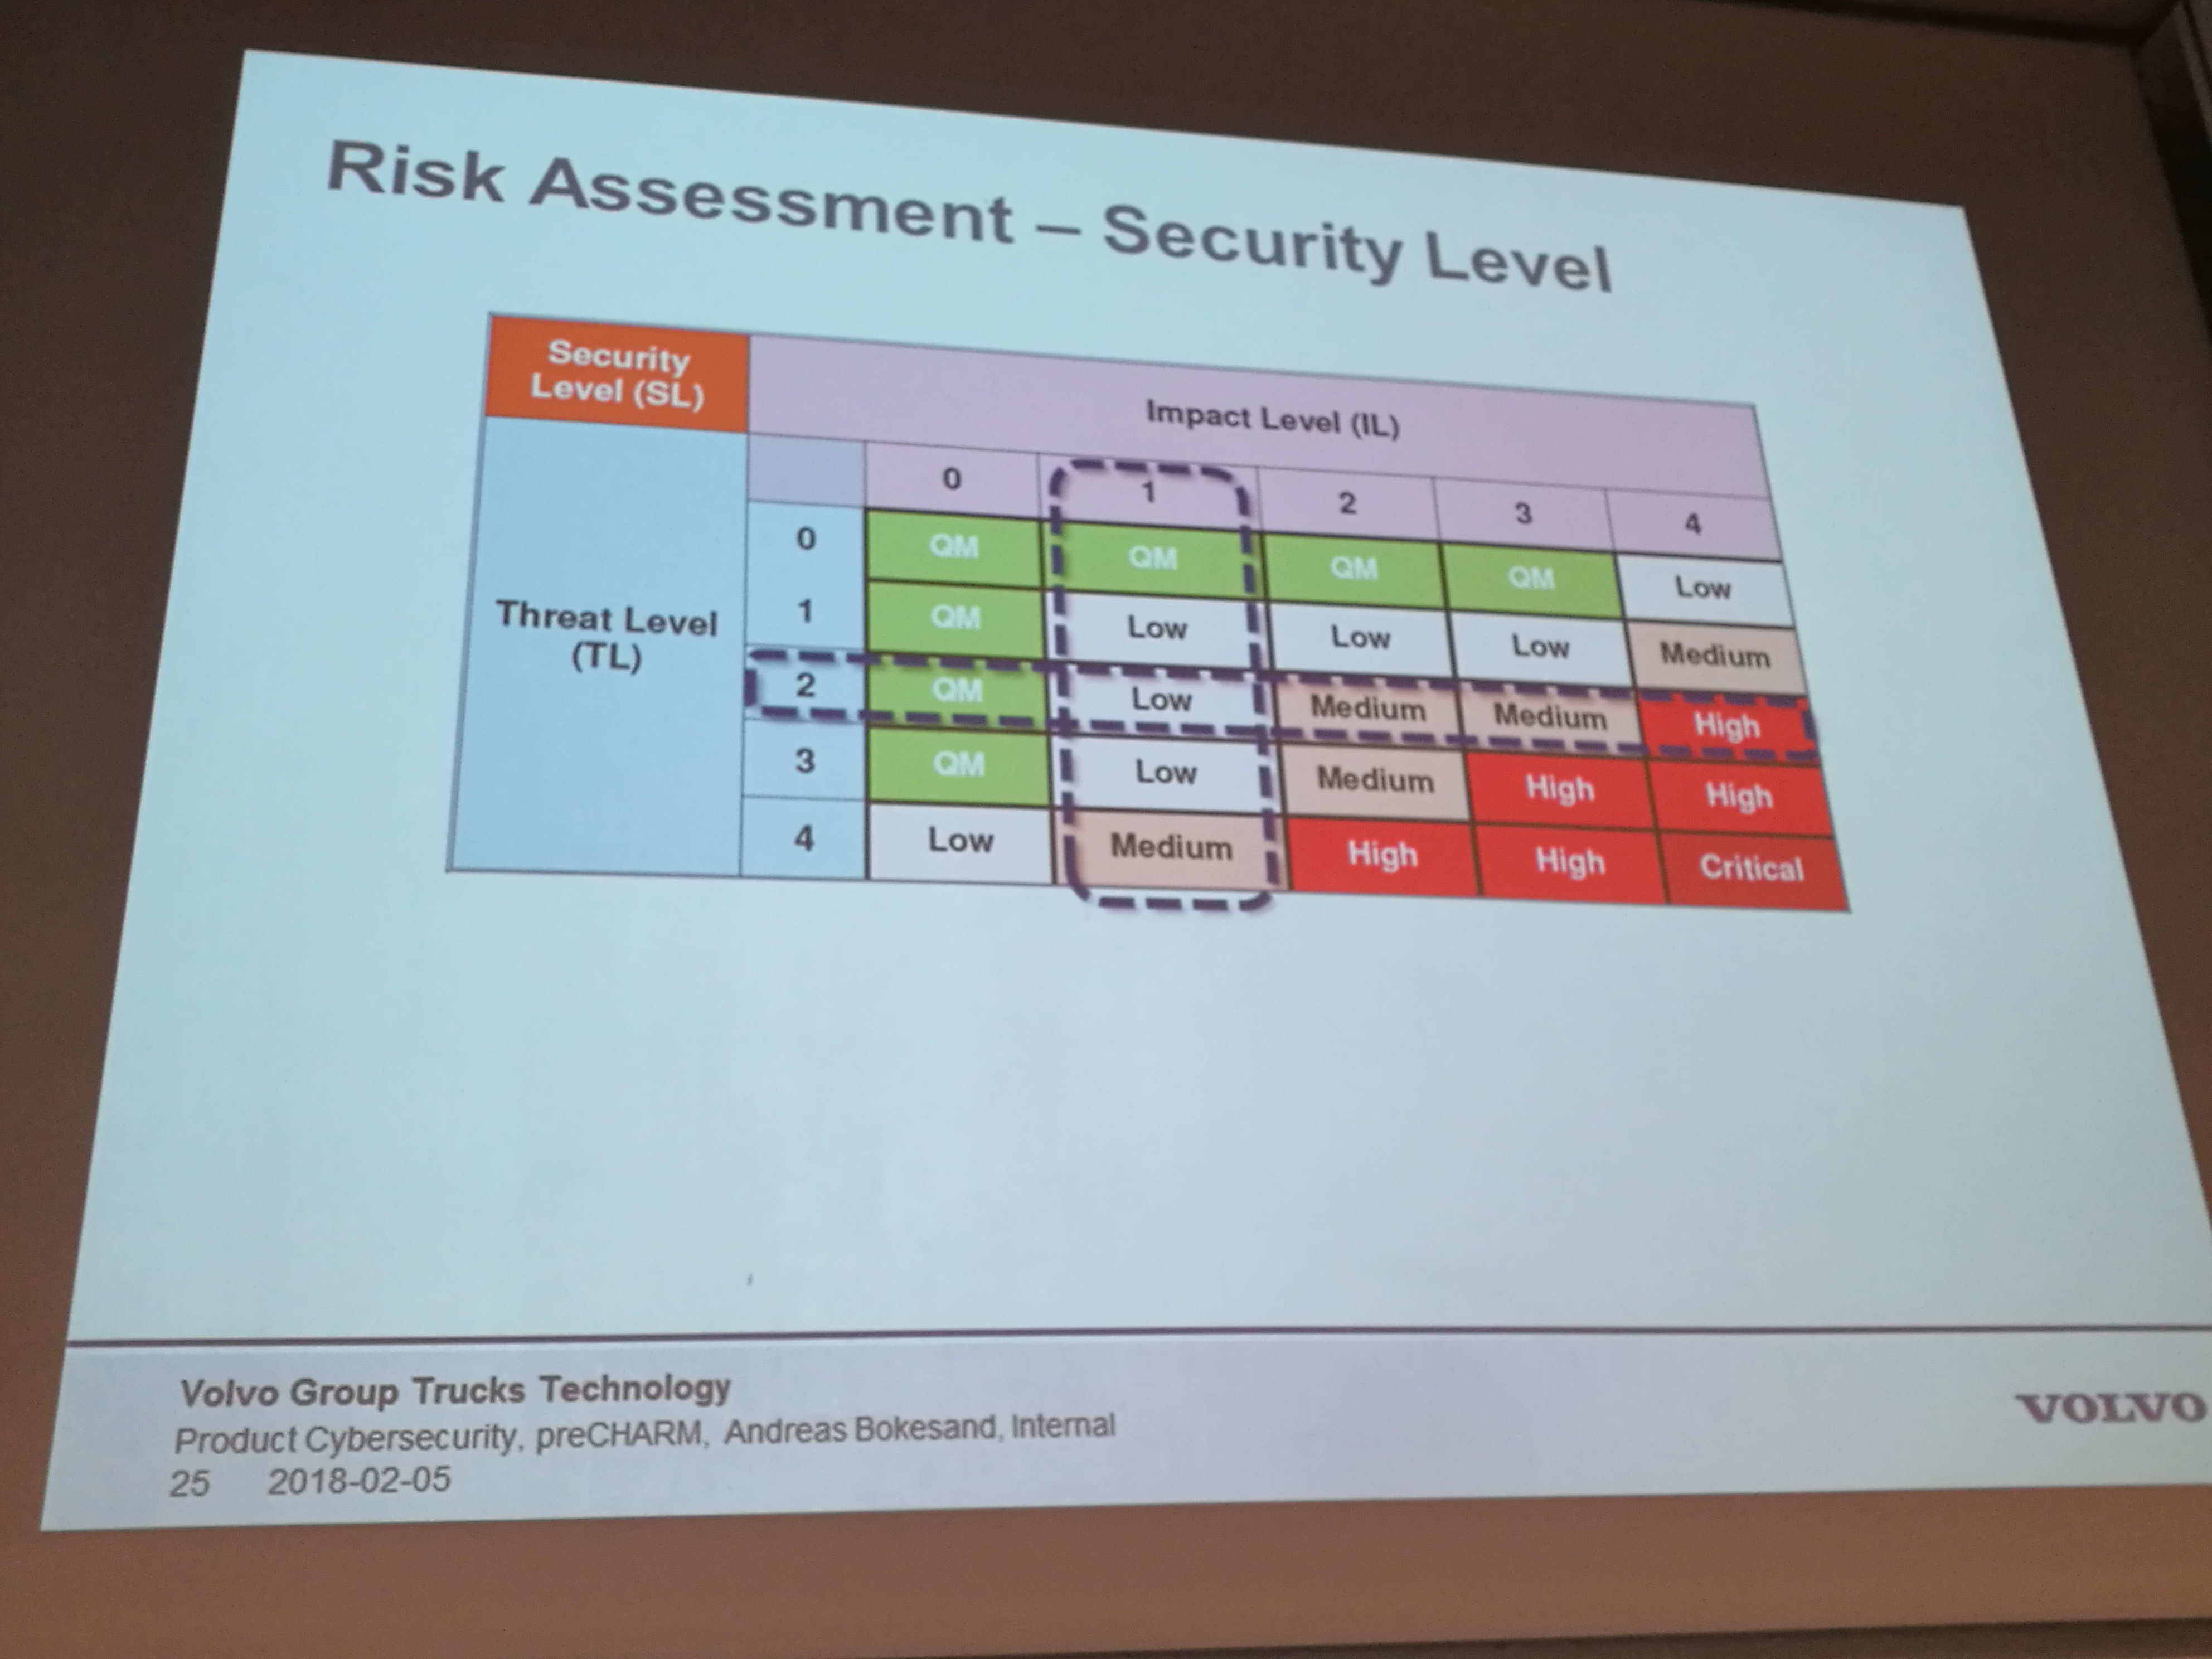 Risk Assessment – Security Level
Security
Level (SL)
Impact Level (IL)
0 1 2 3 4
Threat Level
(TL)
0 QM QM QM QM Low
1 QM Low Low Low Medium
2 QM Low Medium Medium High
3 QM Low Medium High High
4 Low Medium High High Critical
Volvo Group Trucks Technology
Product Cybersecurity, preCHARM, Andreas Bokesand, Internal
25 2018-02-05
VOLVO